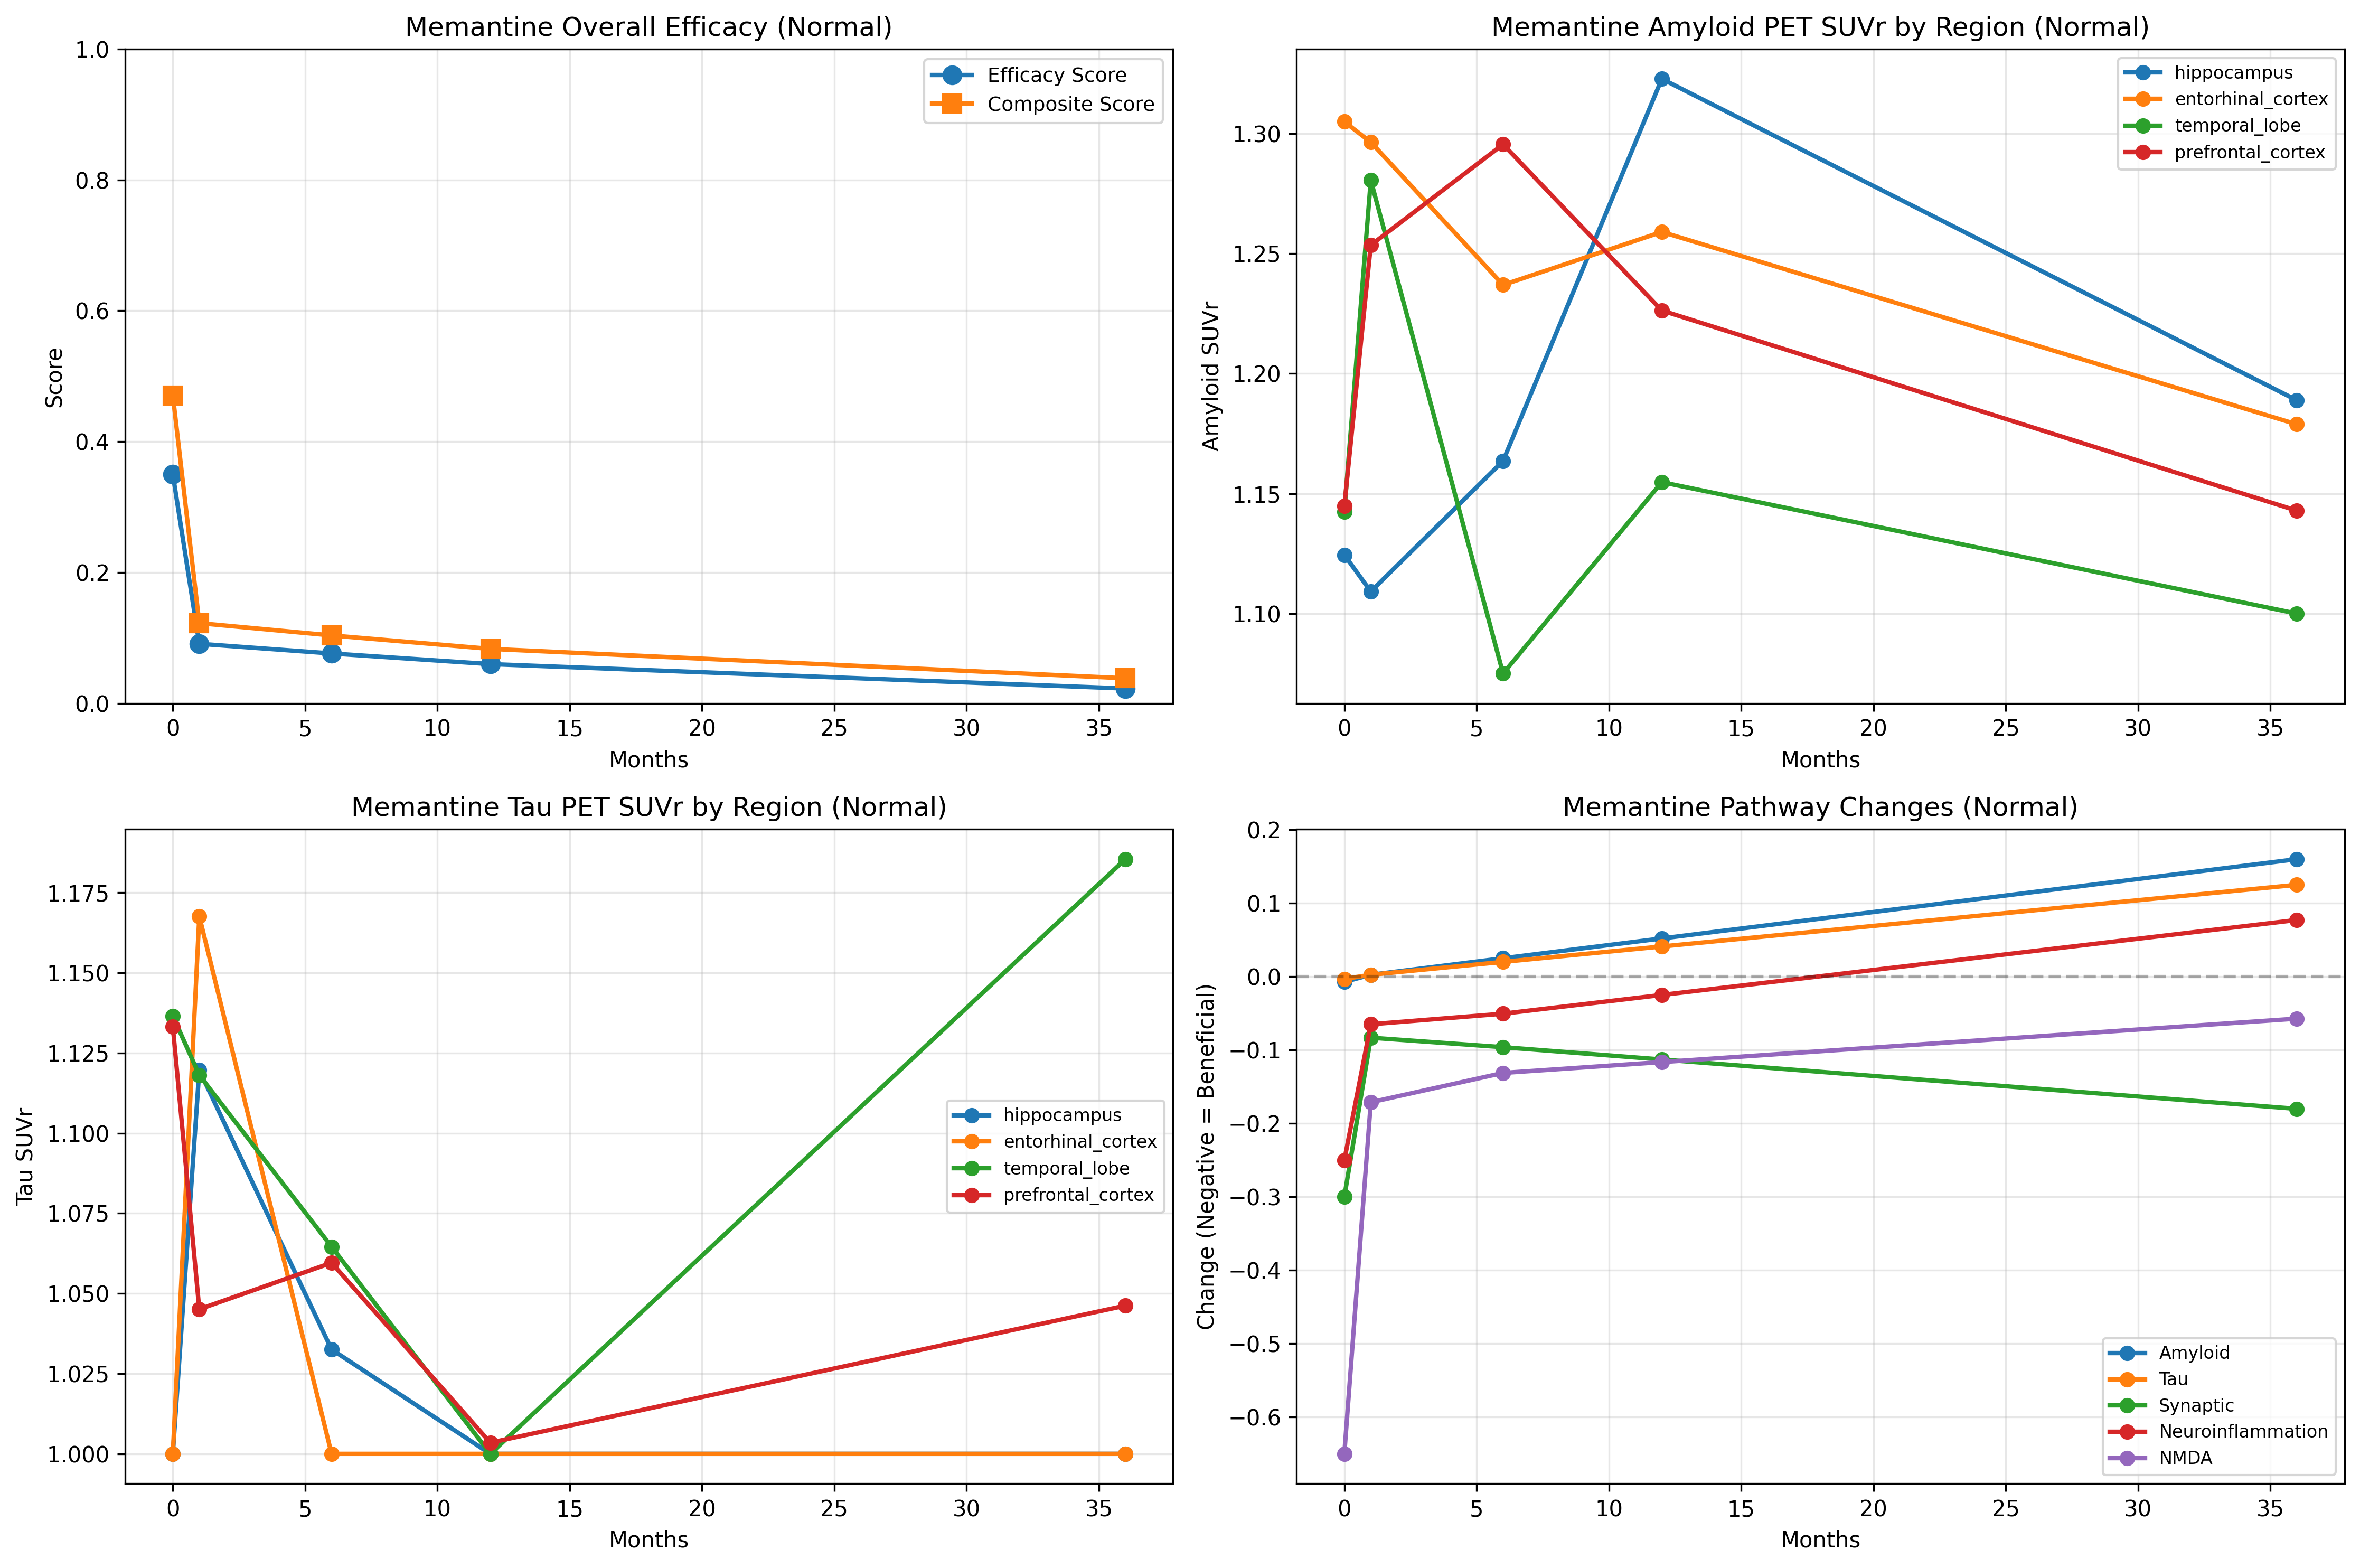 Memantine Overall Efficacy (Normal)
Score
1.0
0.8
0.6
0.4
0.2
0.0
0 5 10 15 20 25 30 35
Months
Efficacy Score
Composite Score
Memantine Amyloid PET SUVr by Region (Normal)
Amyloid SUVr
1.30
1.25
1.20
1.15
1.10
0 5 10 15 20 25 30 35
Months
hippocampus
entorhinal_cortex
temporal_lobe
prefrontal_cortex
Memantine Tau PET SUVr by Region (Normal)
Tau SUVr
1.175
1.150
1.125
1.100
1.075
1.050
1.025
1.000
0 5 10 15 20 25 30 35
Months
hippocampus
entorhinal_cortex
temporal_lobe
prefrontal_cortex
Memantine Pathway Changes (Normal)
Change (Negative = Beneficial)
0.2
0.1
0.0
−0.1
−0.2
−0.3
−0.4
−0.5
−0.6
0 5 10 15 20 25 30 35
Months
Amyloid
Tau
Synaptic
Neuroinflammation
NMDA